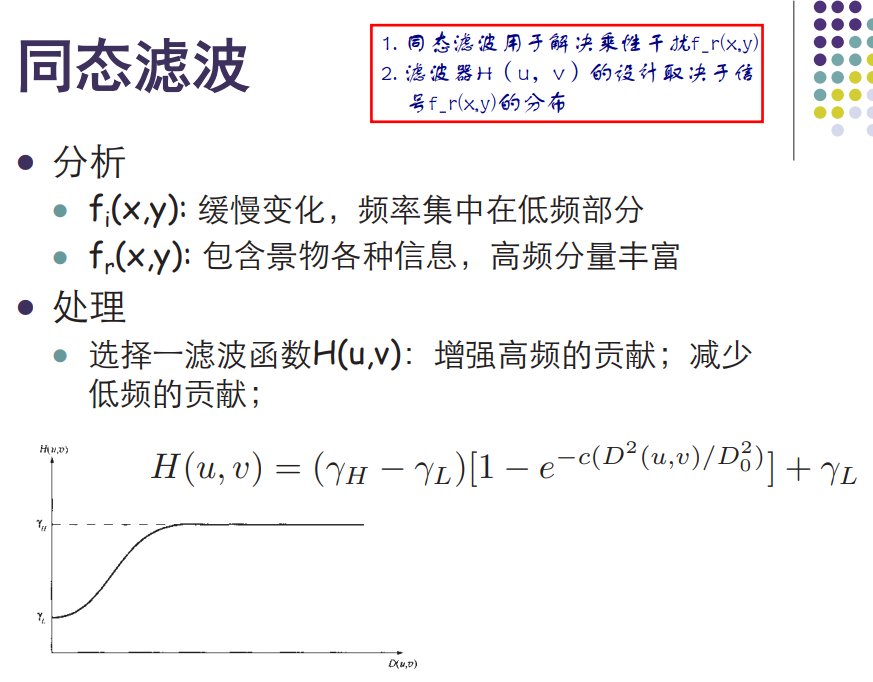 同态滤波
1. 同态滤波用于解决乘性干扰f_r(x,y)
2. 滤波器H（u，v）的设计取决于信
号f_r(x,y)的分布
分析
f_i(x,y): 缓慢变化，频率集中在低频部分
f_r(x,y): 包含景物各种信息，高频分量丰富
处理
选择一滤波函数H(u,v)：增强高频的贡献；减少
低频的贡献；
H(u,v) = (γ_H − γ_L)[1 − e^{−c(D^2(u,v)/D_0^2)}] + γ_L
H(u,v)
γ_H
γ_L
D(u,v)